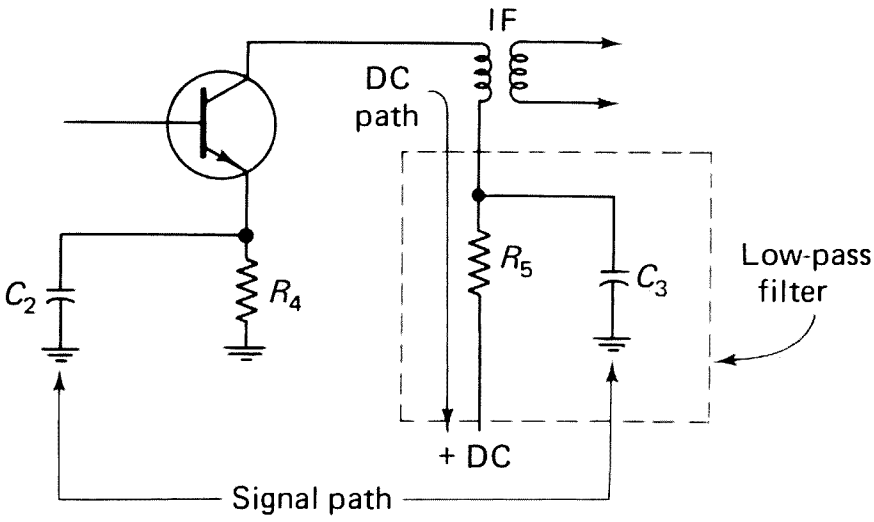 IF
DC
path
R5
C3
Low-pass
filter
C2
R4
+ DC
Signal path